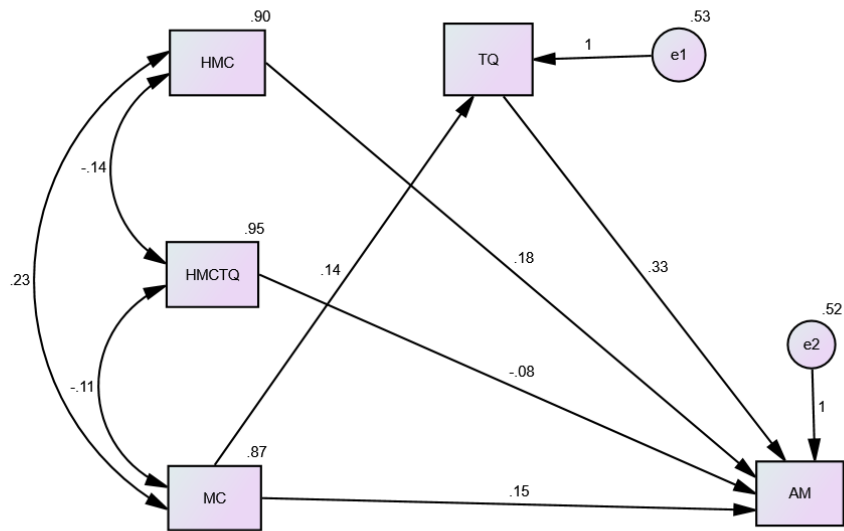 .90
HMC
TQ
1
.53
e1
-.14
.95
HMCTQ
.23
.14
.18
.33
.52
e2
-.11
-.08
1
.87
MC
.15
AM